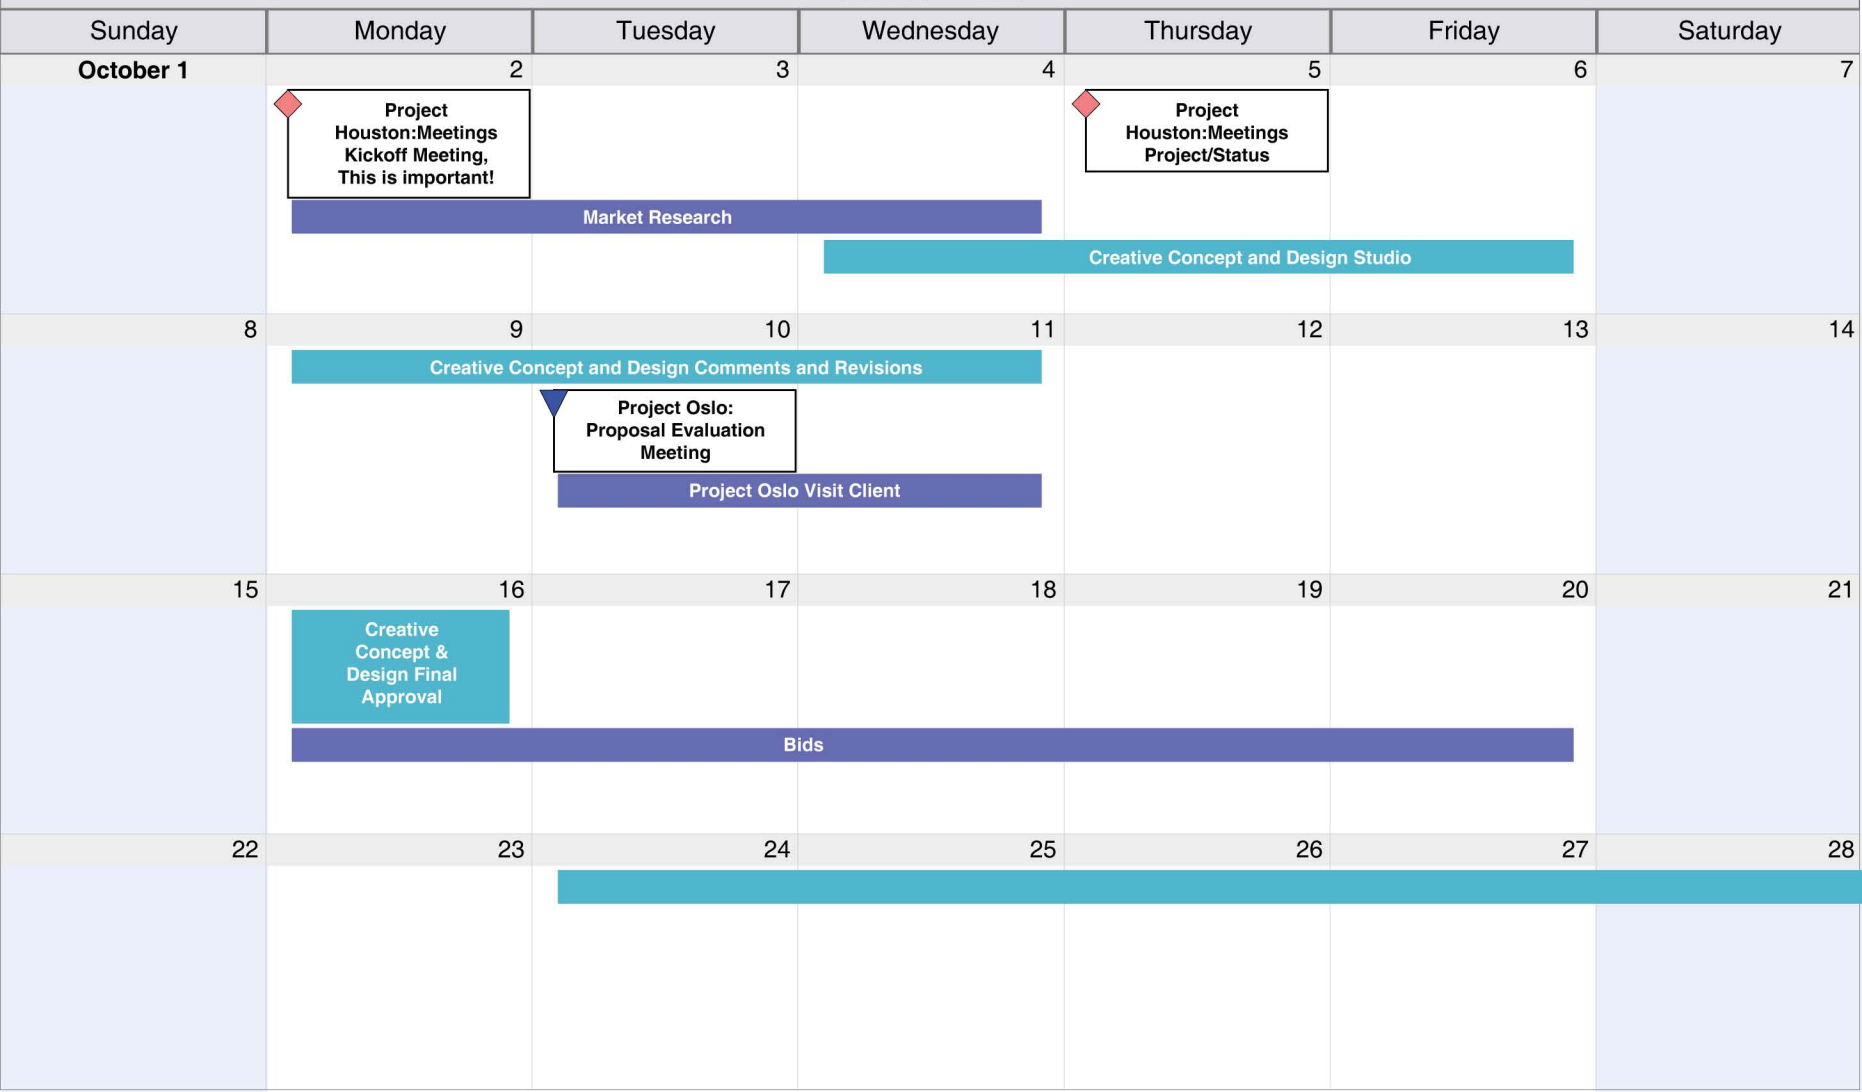 Sunday Monday Tuesday Wednesday Thursday Friday Saturday
October 1 2 3 4 5 6 7
Project
Houston:Meetings
Kickoff Meeting,
This is important!
Project
Houston:Meetings
Project/Status
Market Research
Creative Concept and Design Studio
8 9 10 11 12 13 14
Creative Concept and Design Comments and Revisions
Project Oslo:
Proposal Evaluation
Meeting
Project Oslo Visit Client
15 16 17 18 19 20 21
Creative
Concept &
Design Final
Approval
Bids
22 23 24 25 26 27 28